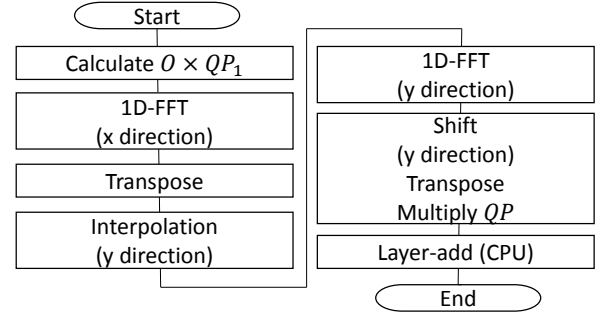 Start
Calculate O × QP₁
1D-FFT
(x direction)
Transpose
Interpolation
(y direction)
1D-FFT
(y direction)
Shift
(y direction)
Transpose
Multiply QP
Layer-add (CPU)
End